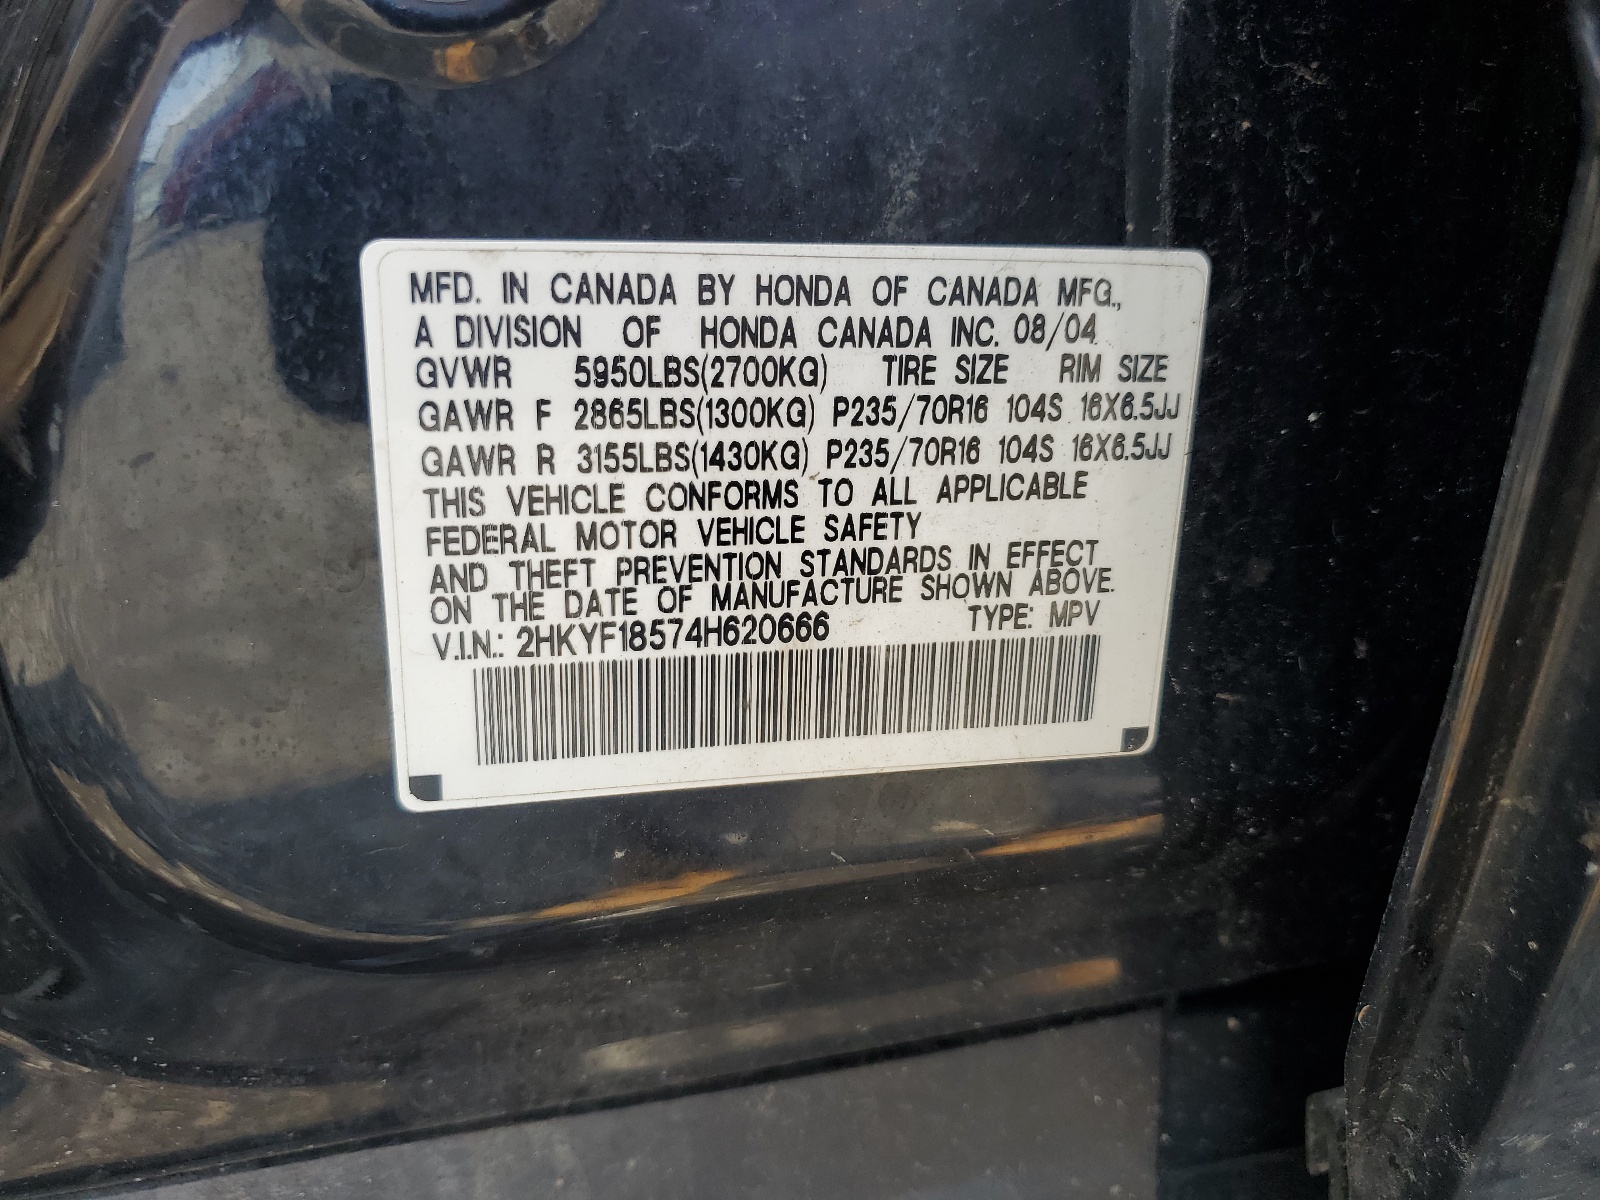 MFD. IN CANADA BY HONDA OF CANADA MFG.,
A DIVISION OF HONDA CANADA INC. 08/04
GVWR 5950LBS(2700KG) TIRE SIZE RIM SIZE
GAWR F 2865LBS(1300KG) P235/70R16 104S 16X6.5JJ
GAWR R 3155LBS(1430KG) P235/70R16 104S 16X6.5JJ
THIS VEHICLE CONFORMS TO ALL APPLICABLE
FEDERAL MOTOR VEHICLE SAFETY
AND THEFT PREVENTION STANDARDS IN EFFECT
ON THE DATE OF MANUFACTURE SHOWN ABOVE.
V.I.N.: 2HKYF18574H620666 TYPE: MPV